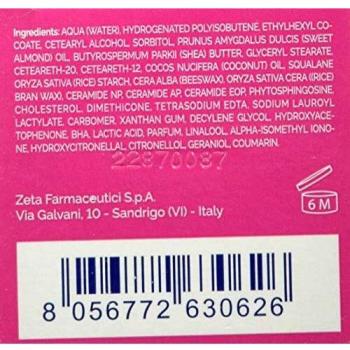 Ingredients: AQUA (WATER), HYDROGENATED POLYISOBUTENE, ETHYLHEXYL CO-
COATE, CETEARYL ALCOHOL, SORBITOL, PRUNUS AMYGDALUS DULCIS (SWEET
ALMOND) OIL, BUTYROSPERMUM PARKII (SHEA) BUTTER, GLYCERYL STEARATE,
CETEARETH-20, CETEARETH-12, COCOS NUCIFERA (COCONUT) OIL, SQUALANE
ORYZA SATIVA (RICE) STARCH, CERA ALBA (BEESWAX), ORYZA SATIVA CERA (RICE)
BRAN WAX, CERAMIDE NP, CERAMIDE AP, CERAMIDE EOP, PHYTOSPHINGOSINE,
CHOLESTEROL, DIMETHICONE, TETRASODIUM EDTA, SODIUM LAUROYL
LACTYLATE, CARBOMER, XANTHAN GUM, DECYLENE GLYCOL, HYDROXYAC-
ETOPHENONE, BHA, LACTIC ACID, PARFUM, LINALOOL, ALPHA-ISOMETHYL IONO-
NE, HYDROXYCITRONELLAL, CITRONELLOL, GERANIOL, COUMARIN.
22370087
Zeta Farmaceutici S.p.A.
Via Galvani, 10 - Sandrigo (VI) - Italy
6 M
8 056772 630626